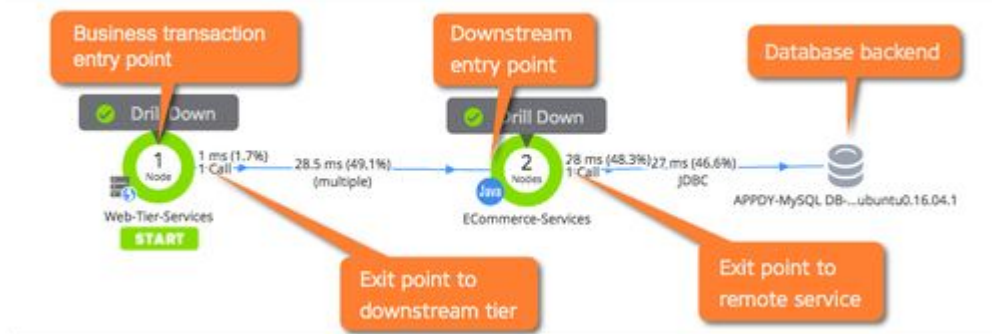 Business transaction
entry point
Downstream
entry point
Database backend
Drill Down
Drill Down
1
Node
1 ms (1.7%)
1 Call
28.5 ms (49.1%)
(multiple)
2
Nodes
28 ms (48.3%)
1 Call
27 ms (46.6%)
JDBC
Java
Web-Tier-Services
START
ECommerce-Services
APPDY-MySQL DB-...ubuntu0.16.04.1
Exit point to
downstream tier
Exit point to
remote service